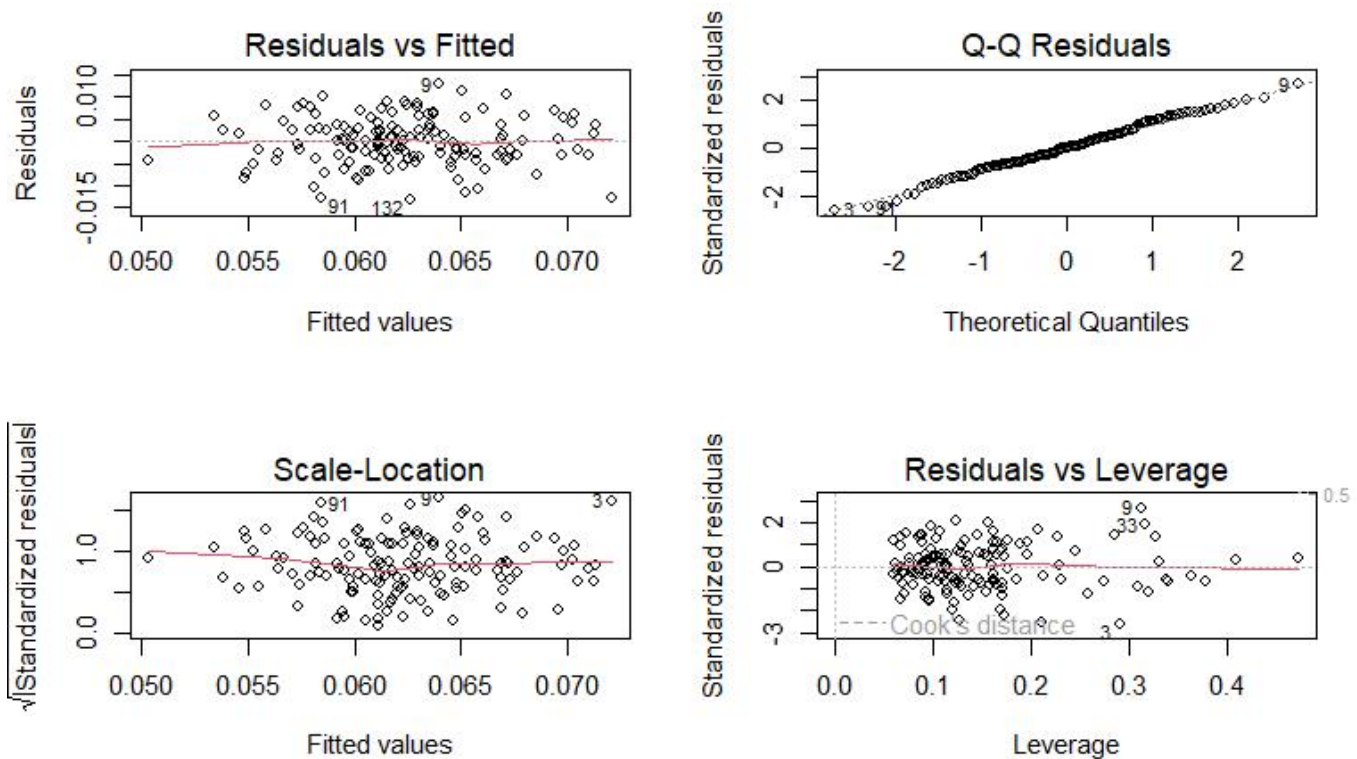 Residuals vs Fitted
Residuals
0.010
-0.015
9
91
132
0.050 0.055 0.060 0.065 0.070
Fitted values
Q-Q Residuals
Standardized residuals
2
0
-2
9
3
-2 -1 0 1 2
Theoretical Quantiles
Scale-Location
√|Standardized residuals|
1.0
0.0
91
9
3
0.050 0.055 0.060 0.065 0.070
Fitted values
Residuals vs Leverage
Standardized residuals
2
0
-3
9
33
3
0.5
Cook's distance
0.0 0.1 0.2 0.3 0.4
Leverage